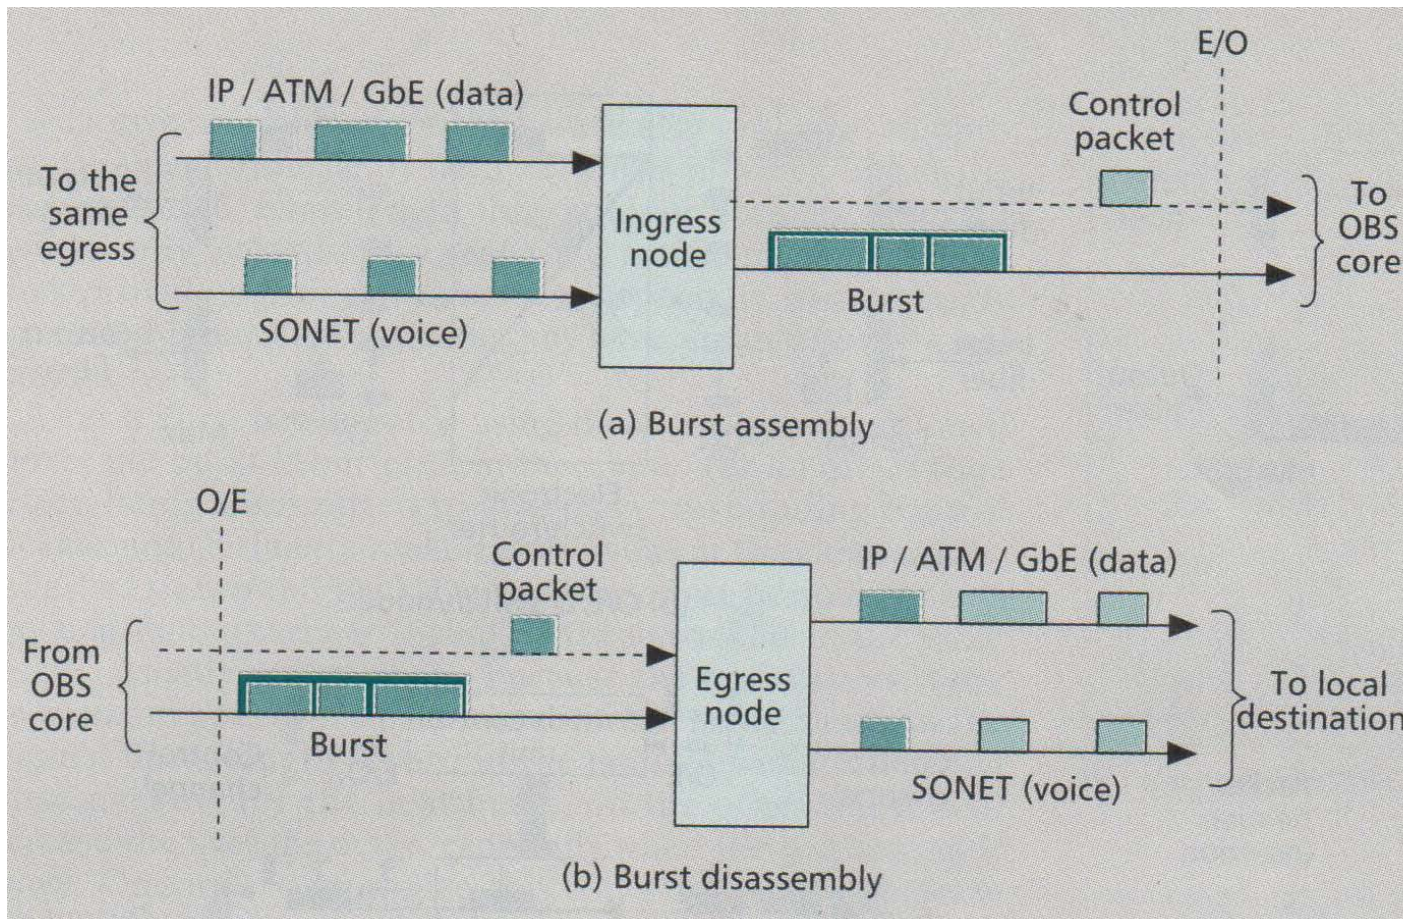 E/O
IP / ATM / GbE (data)
Control
packet
To the
same
egress
Ingress
node
To
OBS
core
Burst
SONET (voice)
(a) Burst assembly
O/E
Control
packet
IP / ATM / GbE (data)
From
OBS
core
Egress
node
To local
destination
Burst
SONET (voice)
(b) Burst disassembly